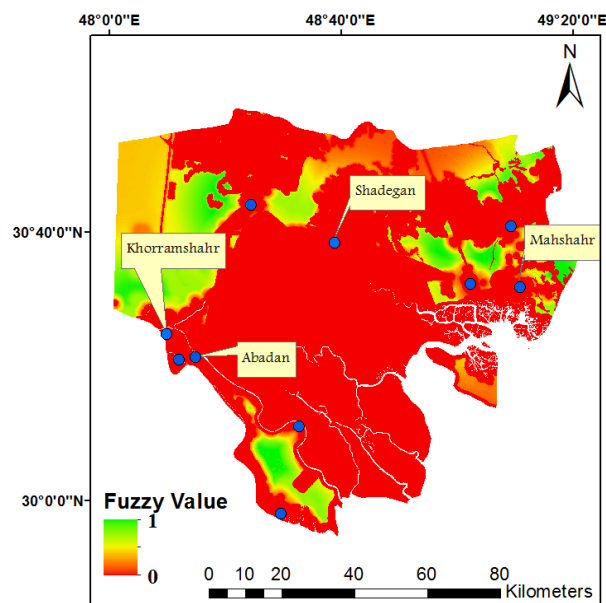 48°0'0"E 48°40'0"E 49°20'0"E
N
Shadegan
30°40'0"N
Khorramshahr
Mahshahr
Abadan
30°0'0"N
Fuzzy Value
1
0
0 10 20 40 60 80
Kilometers